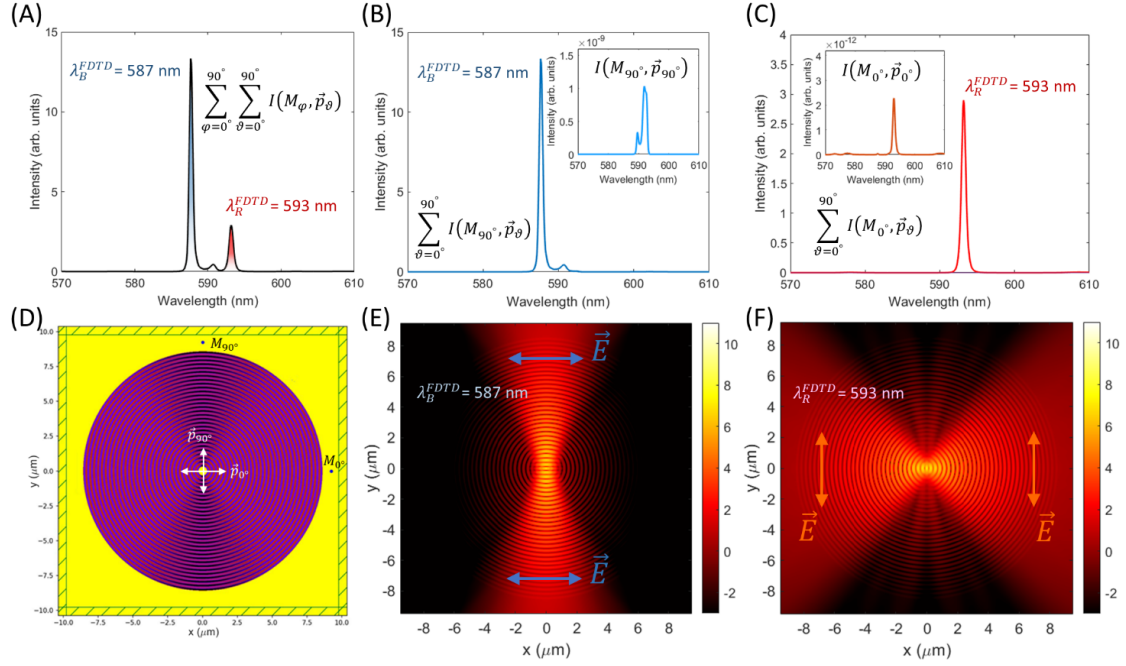 (A)
15
10
5
0
570
580
590
600
610
Intensity (arb. units)
Wavelength (nm)
λ_B^FDTD = 587 nm
∑_{φ=0°}^{90°} ∑_{ϑ=0°}^{90°} I(M_φ, p⃗_ϑ)
λ_R^FDTD = 593 nm
(B)
15
10
5
0
570
580
590
600
610
Intensity (arb. units)
Wavelength (nm)
λ_B^FDTD = 587 nm
∑_{ϑ=0°}^{90°} I(M_90°, p⃗_ϑ)
×10^-9
1.5
1
0.5
0
570
580
590
600
610
Intensity (arb. units)
Wavelength (nm)
I(M_90°, p⃗_90°)
(C)
4
3.5
3
2.5
2
1.5
1
0.5
0
570
580
590
600
610
Intensity (arb. units)
Wavelength (nm)
λ_R^FDTD = 593 nm
∑_{ϑ=0°}^{90°} I(M_0°, p⃗_ϑ)
×10^-12
4
3
2
1
0
570
580
590
600
610
Intensity (arb. units)
Wavelength (nm)
I(M_0°, p⃗_0°)
(D)
10.0
7.5
5.0
2.5
0.0
-2.5
-5.0
-7.5
-10.0
-10.0
-7.5
-5.0
-2.5
0.0
2.5
5.0
7.5
10.0
y (μm)
x (μm)
M_90°
p⃗_90°
p⃗_0°
M_0°
(E)
8
6
4
2
0
-2
-4
-6
-8
-8
-6
-4
-2
0
2
4
6
8
y (μm)
x (μm)
E⃗
λ_B^FDTD = 587 nm
E⃗
10
8
6
4
2
0
-2
(F)
8
6
4
2
0
-2
-4
-6
-8
-8
-6
-4
-2
0
2
4
6
8
y (μm)
x (μm)
λ_R^FDTD = 593 nm
E⃗
E⃗
10
8
6
4
2
0
-2